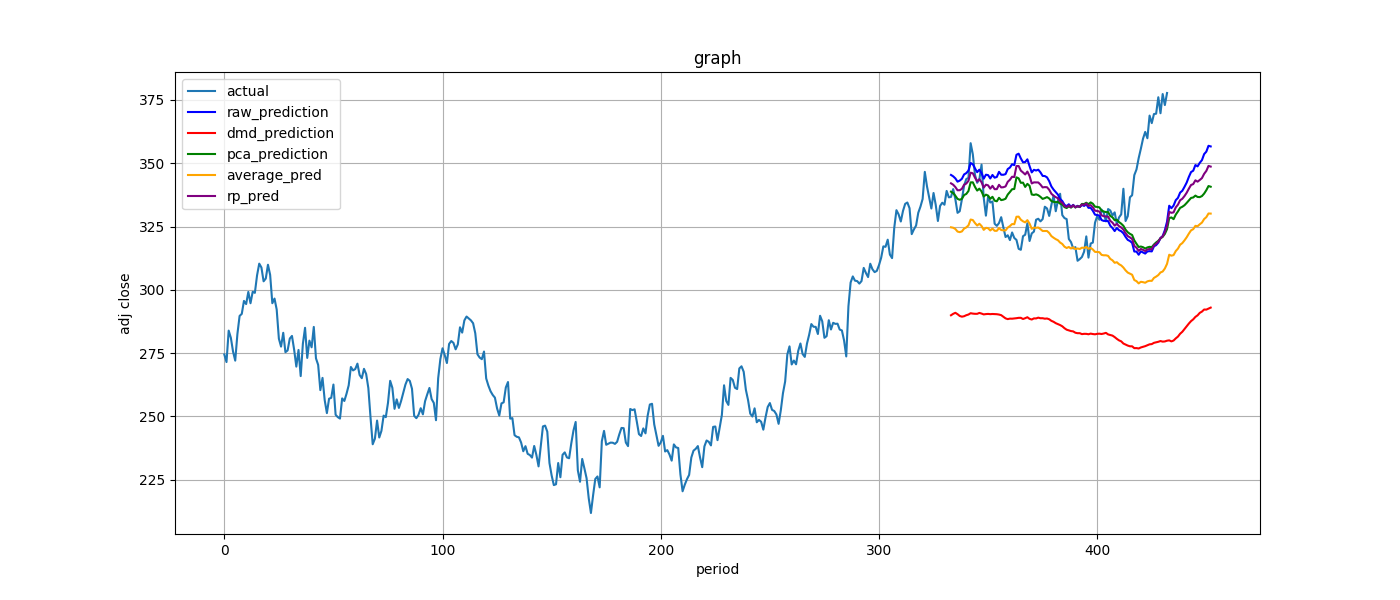 graph
actual
raw_prediction
dmd_prediction
pca_prediction
average_pred
rp_pred
375
350
325
300
275
250
225
adj close
0 100 200 300 400
period